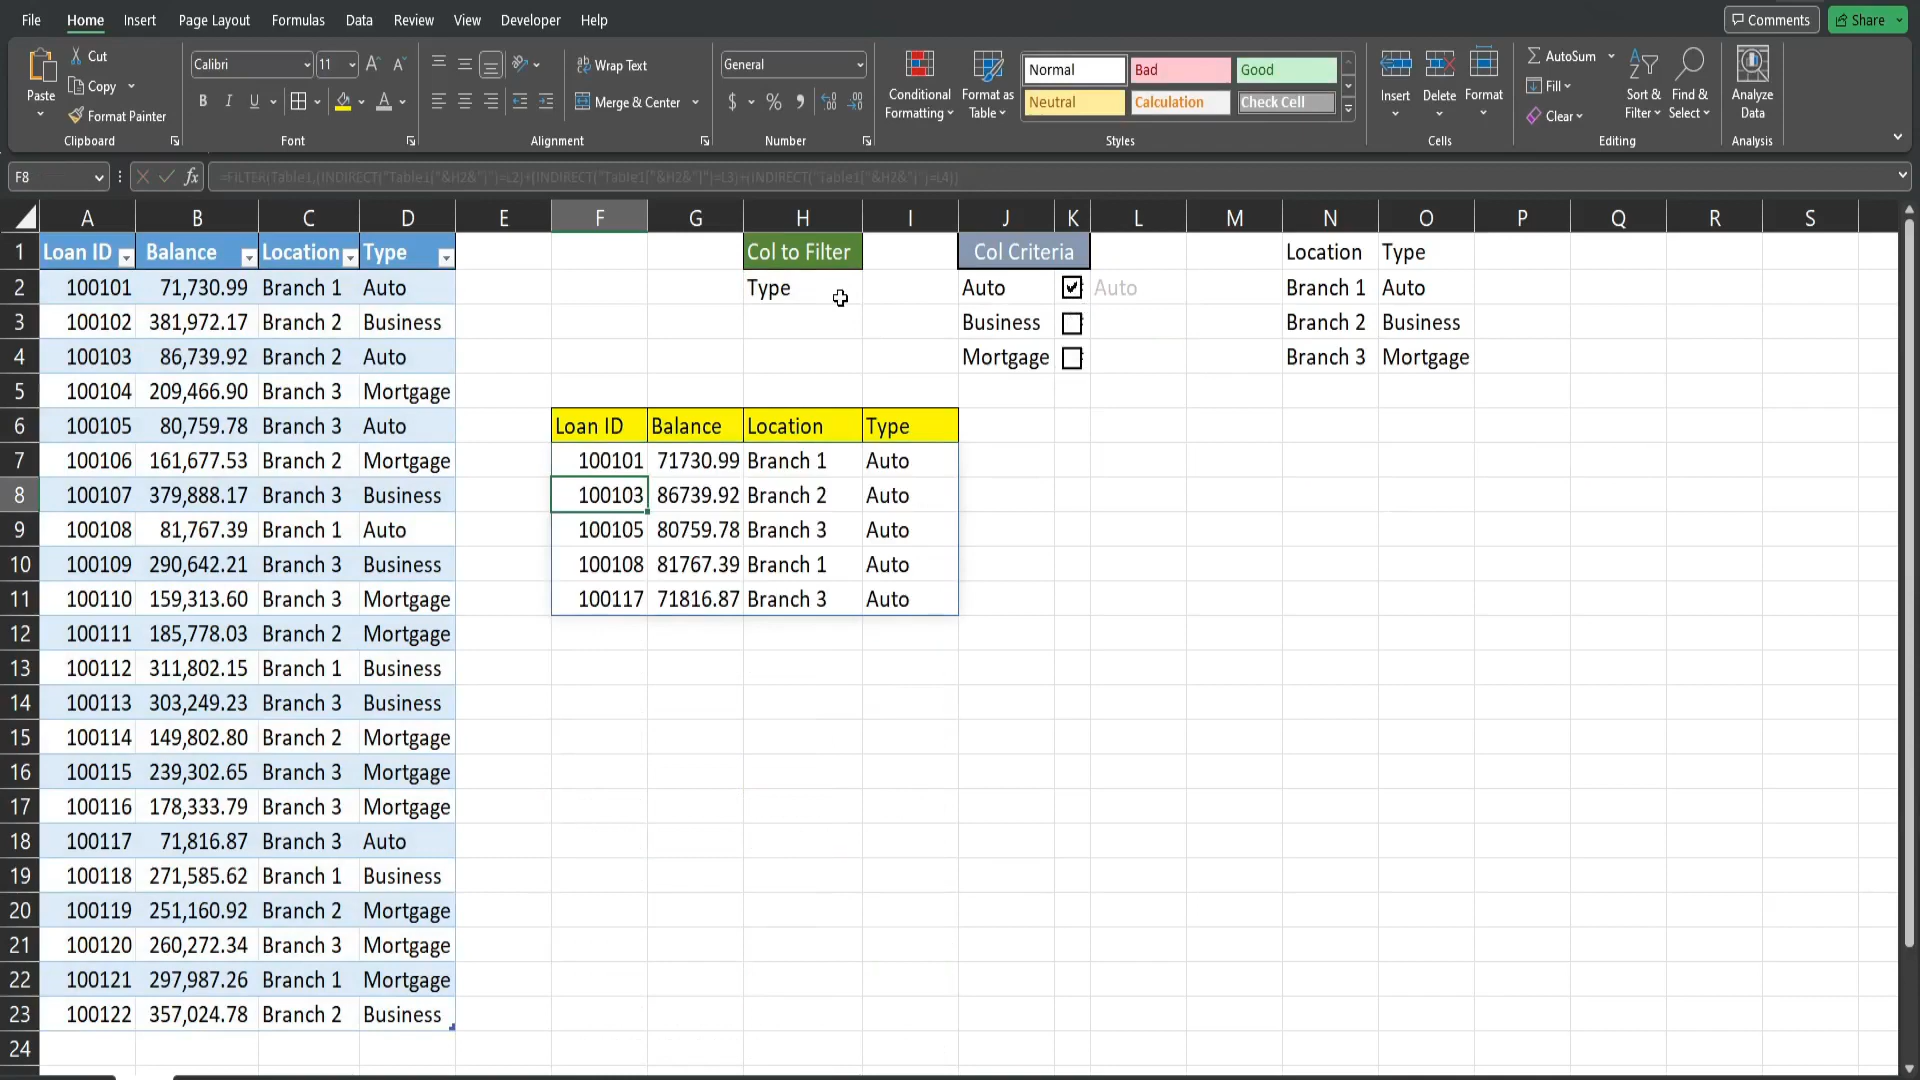 File Home Insert Page Layout Formulas Data Review View Developer Help Comments Share
Paste Cut Copy Format Painter Clipboard
Calibri 11 A A B I U A Font
Wrap Text Merge & Center Alignment
General $ % Number
Conditional Formatting Format as Table Normal Bad Good Neutral Calculation Check Cell Styles
Insert Delete Format Cells
AutoSum Fill Clear Sort & Filter Find & Select Editing
Analyze Data Analysis
F8 fx =FILTER(Table1,(INDIRECT("Table1["&H2&"]")=L2)+(INDIRECT("Table1["&H2&"]")=L3)+(INDIRECT("Table1["&H2&"]")=L4))
A B C D E F G H I J K L M N O P Q R S
1 Loan ID Balance Location Type Col to Filter Col Criteria Location Type
2 100101 71,730.99 Branch 1 Auto Type Auto Auto Branch 1 Auto
3 100102 381,972.17 Branch 2 Business Business Branch 2 Business
4 100103 86,739.92 Branch 2 Auto Mortgage Branch 3 Mortgage
5 100104 209,466.90 Branch 3 Mortgage
6 100105 80,759.78 Branch 3 Auto Loan ID Balance Location Type
7 100106 161,677.53 Branch 2 Mortgage 100101 71730.99 Branch 1 Auto
8 100107 379,888.17 Branch 3 Business 100103 86739.92 Branch 2 Auto
9 100108 81,767.39 Branch 1 Auto 100105 80759.78 Branch 3 Auto
10 100109 290,642.21 Branch 3 Business 100108 81767.39 Branch 1 Auto
11 100110 159,313.60 Branch 3 Mortgage 100117 71816.87 Branch 3 Auto
12 100111 185,778.03 Branch 2 Mortgage
13 100112 311,802.15 Branch 1 Business
14 100113 303,249.23 Branch 3 Business
15 100114 149,802.80 Branch 2 Mortgage
16 100115 239,302.65 Branch 3 Mortgage
17 100116 178,333.79 Branch 3 Mortgage
18 100117 71,816.87 Branch 3 Auto
19 100118 271,585.62 Branch 1 Business
20 100119 251,160.92 Branch 2 Mortgage
21 100120 260,272.34 Branch 3 Mortgage
22 100121 297,987.26 Branch 1 Mortgage
23 100122 357,024.78 Branch 2 Business
24